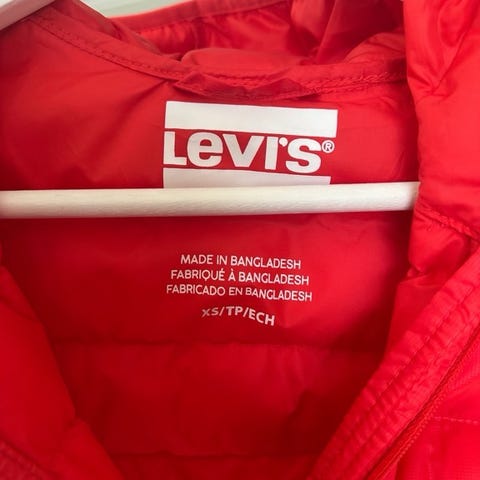 Levi's®
MADE IN BANGLADESH
FABRIQUÉ À BANGLADESH
FABRICADO EN BANGLADESH
XS/TP/ECH